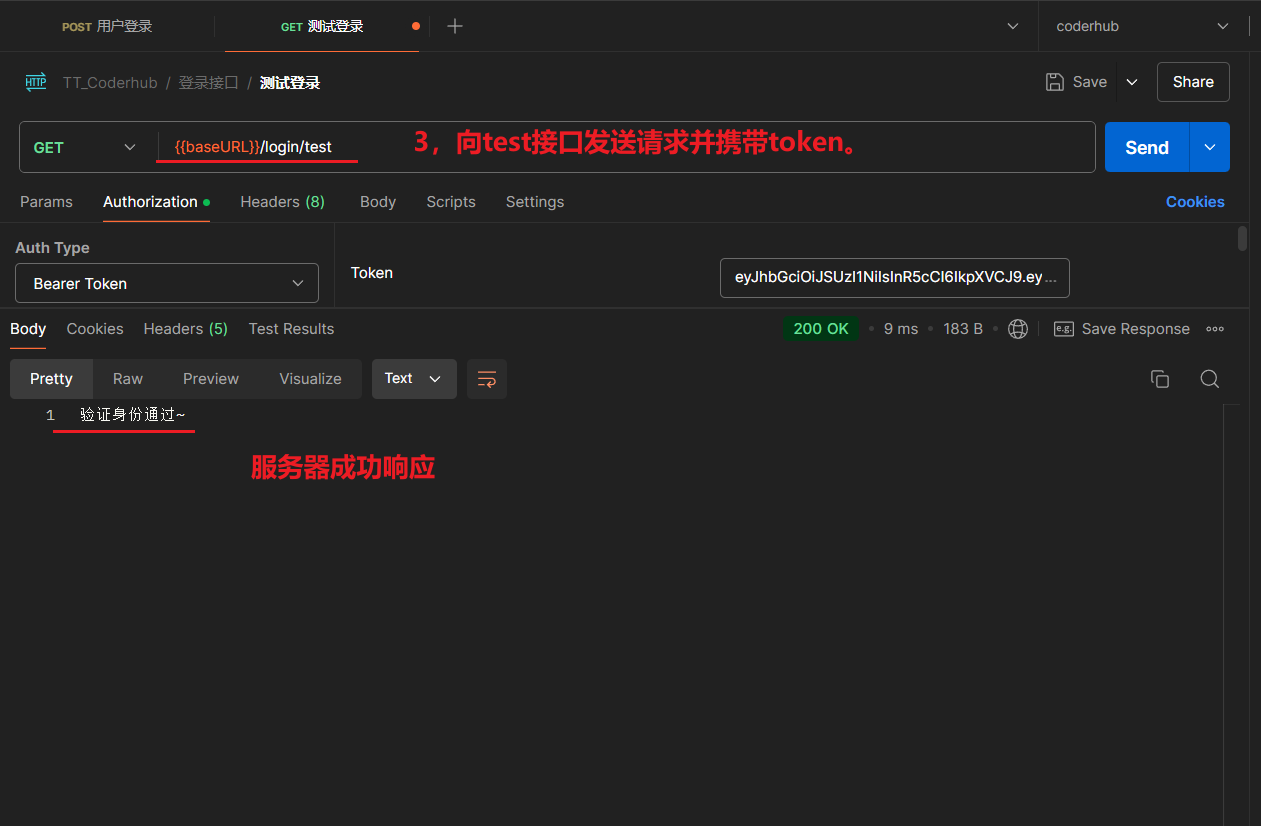 POST 用户登录 GET 测试登录 coderhub
HTTP TT_Coderhub / 登录接口 / 测试登录 Save Share
GET {{baseURL}}/login/test 3，向test接口发送请求并携带token。 Send
Params Authorization Headers (8) Body Scripts Settings Cookies
Auth Type
Token eyJhbGciOiJSUzI1NiIsInR5cCI6IkpXVCJ9.ey...
Bearer Token
Body Cookies Headers (5) Test Results 200 OK 9 ms 183 B e.g. Save Response
Pretty Raw Preview Visualize Text
1 验证身份通过~
服务器成功响应